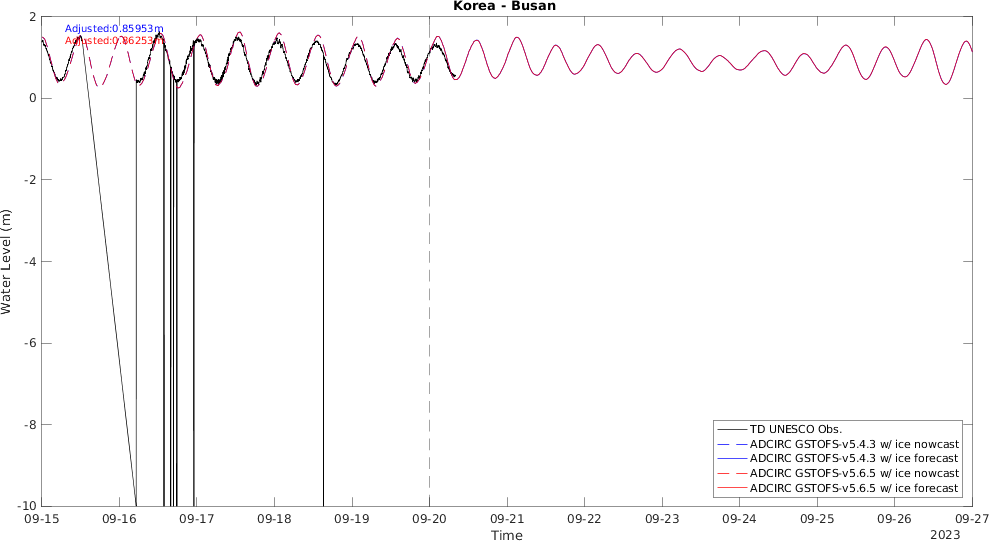 Korea - Busan
Adjusted:0.85953m
Adjusted:0.86253m
Water Level (m)
2
0
-2
-4
-6
-8
-10
09-15 09-16 09-17 09-18 09-19 09-20 09-21 09-22 09-23 09-24 09-25 09-26 09-27
Time
2023
TD UNESCO Obs.
ADCIRC GSTOFS-v5.4.3 w/ ice nowcast
ADCIRC GSTOFS-v5.4.3 w/ ice forecast
ADCIRC GSTOFS-v5.6.5 w/ ice nowcast
ADCIRC GSTOFS-v5.6.5 w/ ice forecast